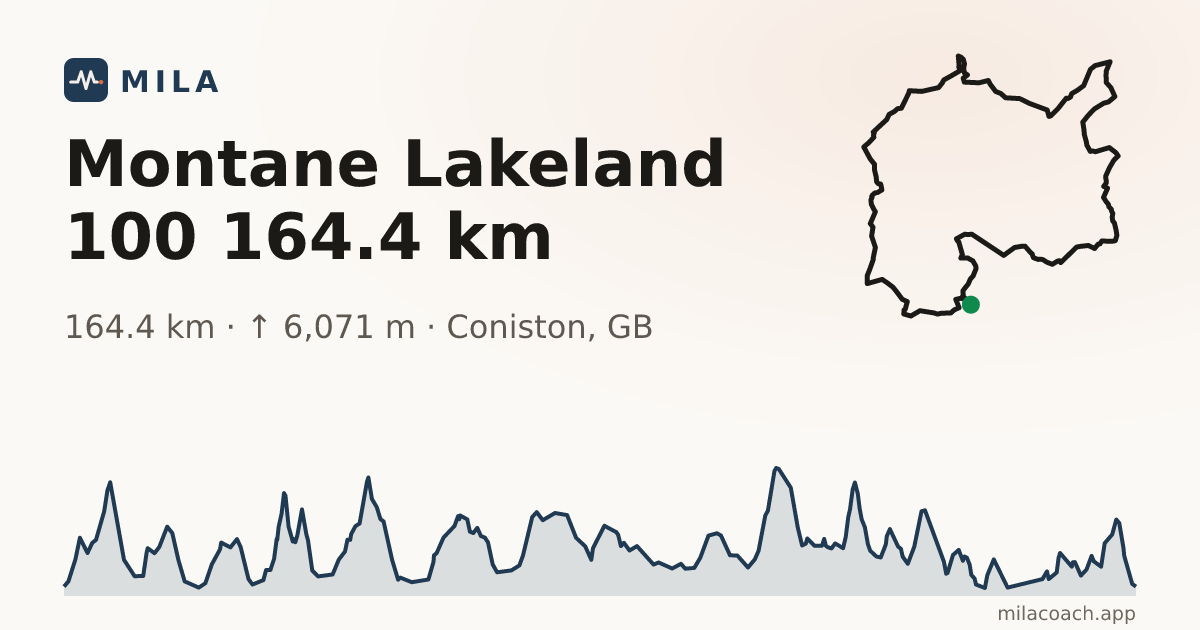 MILA
Montane Lakeland
100 164.4 km
164.4 km · ↑ 6,071 m · Coniston, GB
milacoach.app